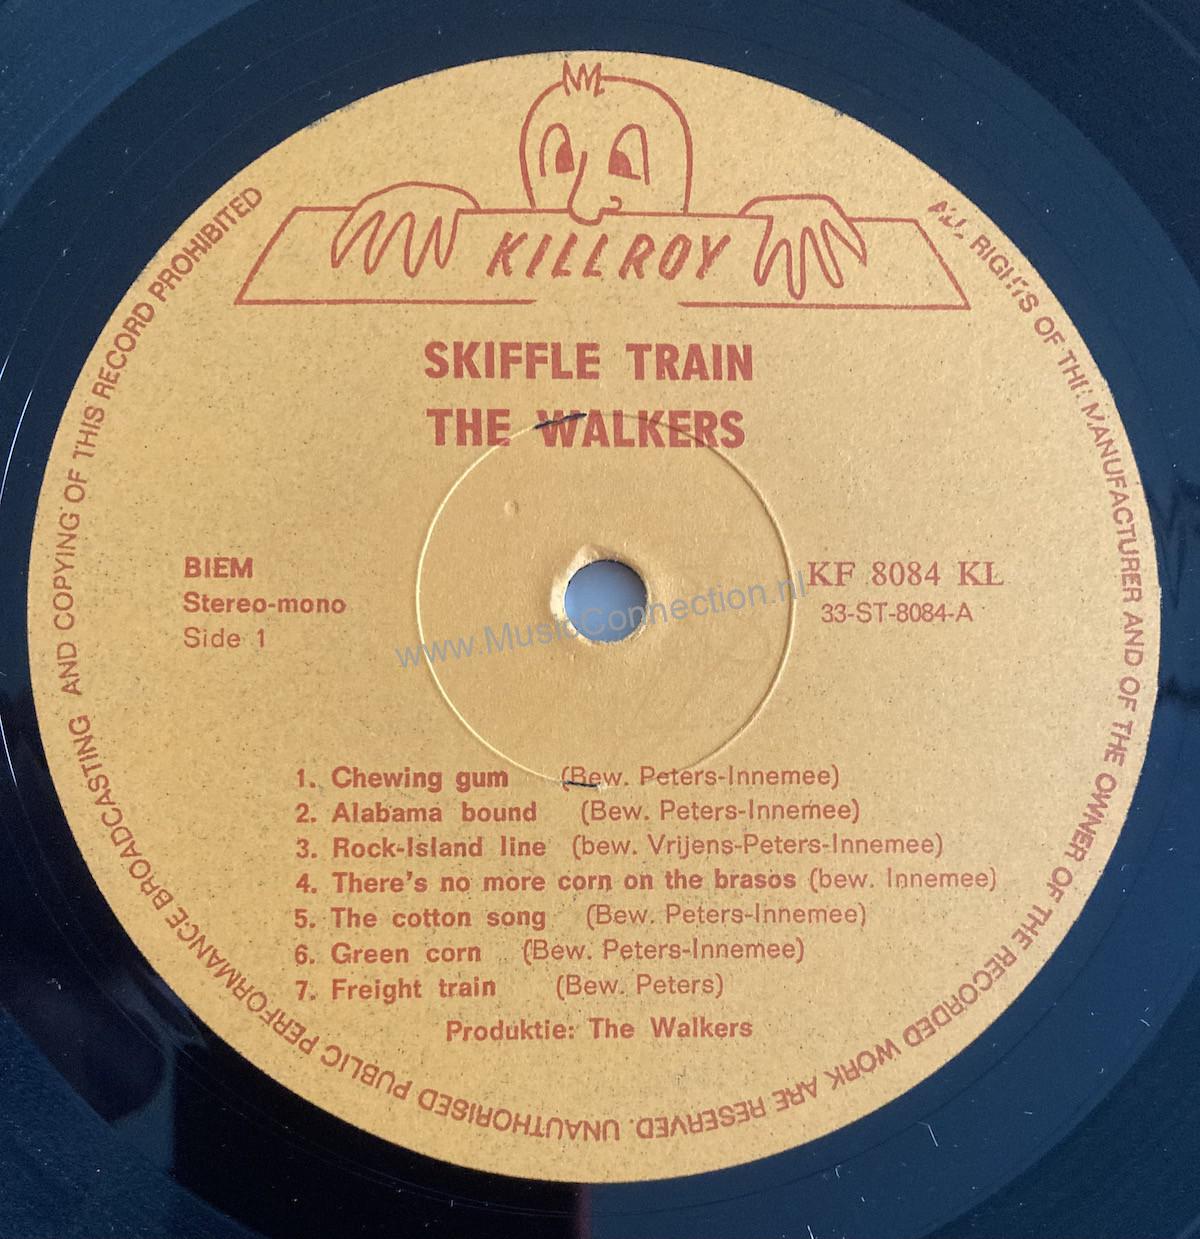 KILLROY
SKIFFLE TRAIN
THE WALKERS
BIEM
Stereo-mono
Side 1
KF 8084 KL
33-ST-8084-A
www.MusicConnection.nl
1. Chewing gum (Bew. Peters-Innemee)
2. Alabama bound (Bew. Peters-Innemee)
3. Rock-Island line (bew. Vrijens-Peters-Innemee)
4. There's no more corn on the brasos (bew. Innemee)
5. The cotton song (Bew. Peters-Innemee)
6. Green corn (Bew. Peters-Innemee)
7. Freight train (Bew. Peters)
Produktie: The Walkers
ALL RIGHTS OF THE MANUFACTURER AND OF THE OWNER OF THE RECORDED WORK ARE RESERVED. UNAUTHORISED PUBLIC PERFORMANCE BROADCASTING AND COPYING OF THIS RECORD PROHIBITED